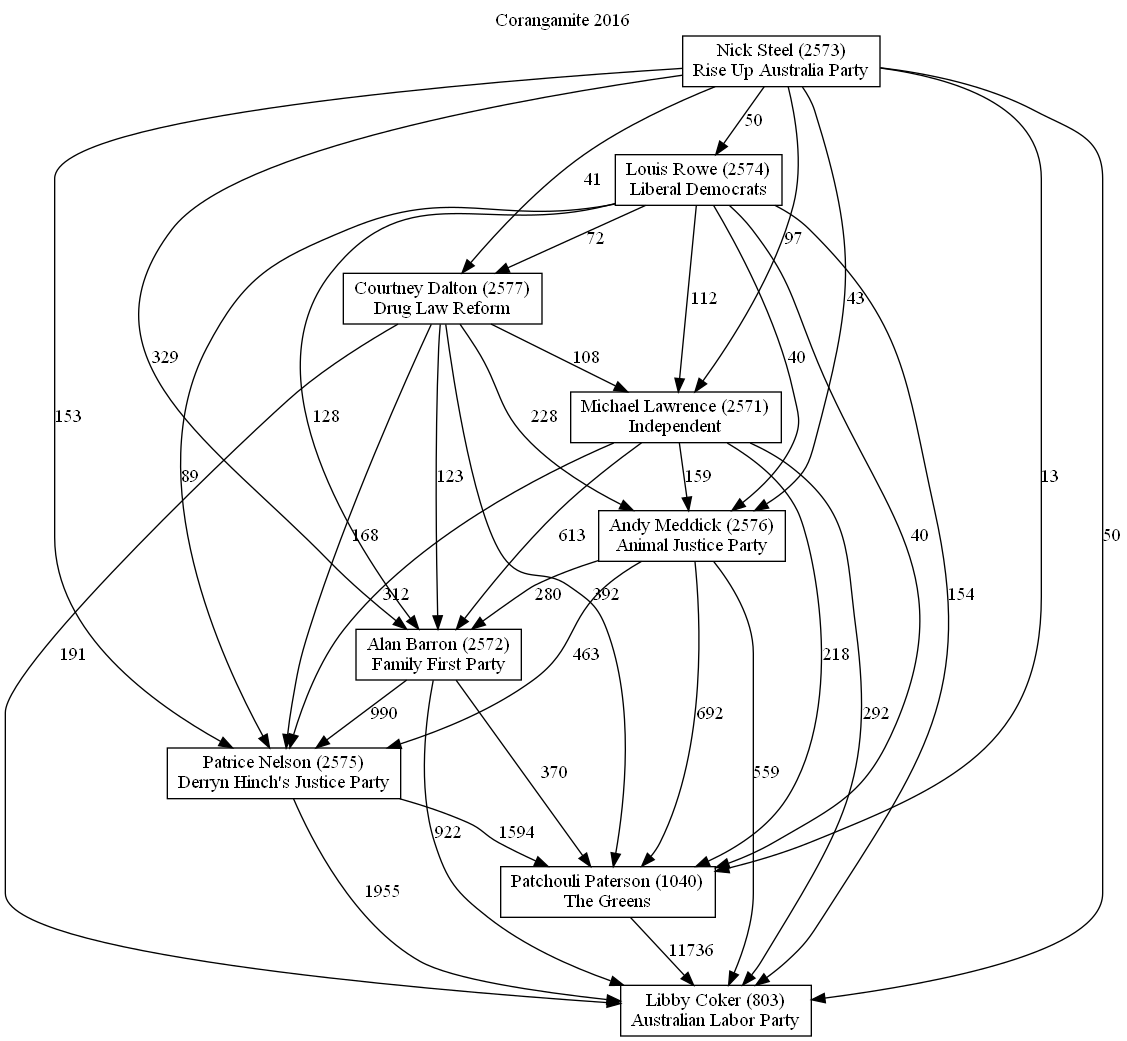 Corangamite 2016
Nick Steel (2573)
Rise Up Australia Party
50
Louis Rowe (2574)
Liberal Democrats
41
72
97
Courtney Dalton (2577)
Drug Law Reform
112
43
329
108
40
Michael Lawrence (2571)
Independent
153
128
228
89
123
159
13
Andy Meddick (2576)
Animal Justice Party
168
613
40
50
312
280
392
154
Alan Barron (2572)
Family First Party
191
463
218
990
692
292
Patrice Nelson (2575)
Derryn Hinch's Justice Party
370
559
922
1594
Patchouli Paterson (1040)
The Greens
1955
11736
Libby Coker (803)
Australian Labor Party